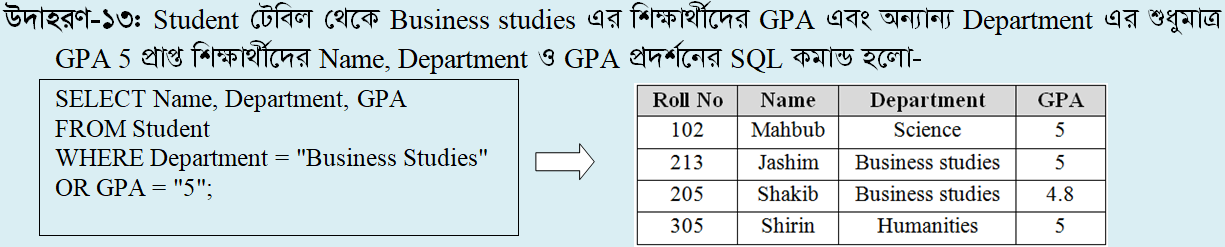 উদাহরণ-১৩: Student টেবিল থেকে Business studies এর শিক্ষার্থীদের GPA এবং অন্যান্য Department এর শুধুমাত্র
GPA 5 প্রাপ্ত শিক্ষার্থীদের Name, Department ও GPA প্রদর্শনের SQL কমান্ড হলো-
SELECT Name, Department, GPA
FROM Student
WHERE Department = "Business Studies"
OR GPA = "5";
Roll No Name Department GPA
102 Mahbub Science 5
213 Jashim Business studies 5
205 Shakib Business studies 4.8
305 Shirin Humanities 5